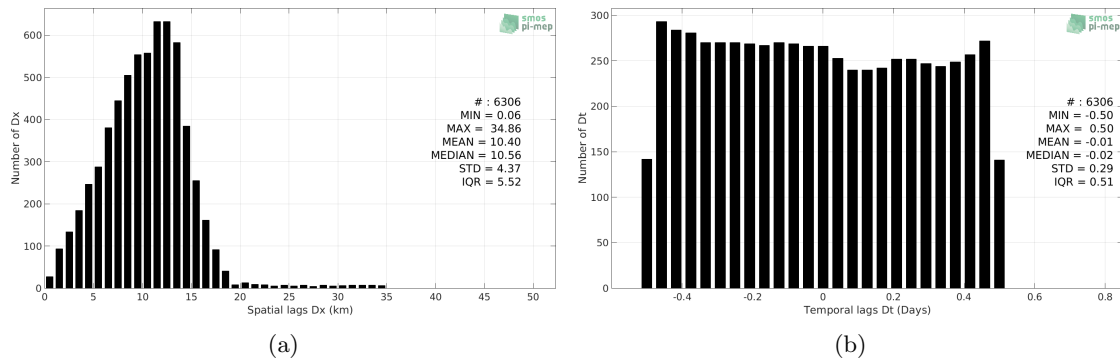 smos
pi-mep
600
500
400
300
200
100
0
Number of Dx
# : 6306
MIN = 0.06
MAX = 34.86
MEAN = 10.40
MEDIAN = 10.56
STD = 4.37
IQR = 5.52
0 5 10 15 20 25 30 35 40 45 50
Spatial lags Dx (km)
(a)
smos
pi-mep
300
250
200
150
100
50
0
Number of Dt
# : 6306
MIN = -0.50
MAX = 0.50
MEAN = -0.01
MEDIAN = -0.02
STD = 0.29
IQR = 0.51
-0.4 -0.2 0 0.2 0.4 0.6 0.8
Temporal lags Dt (Days)
(b)